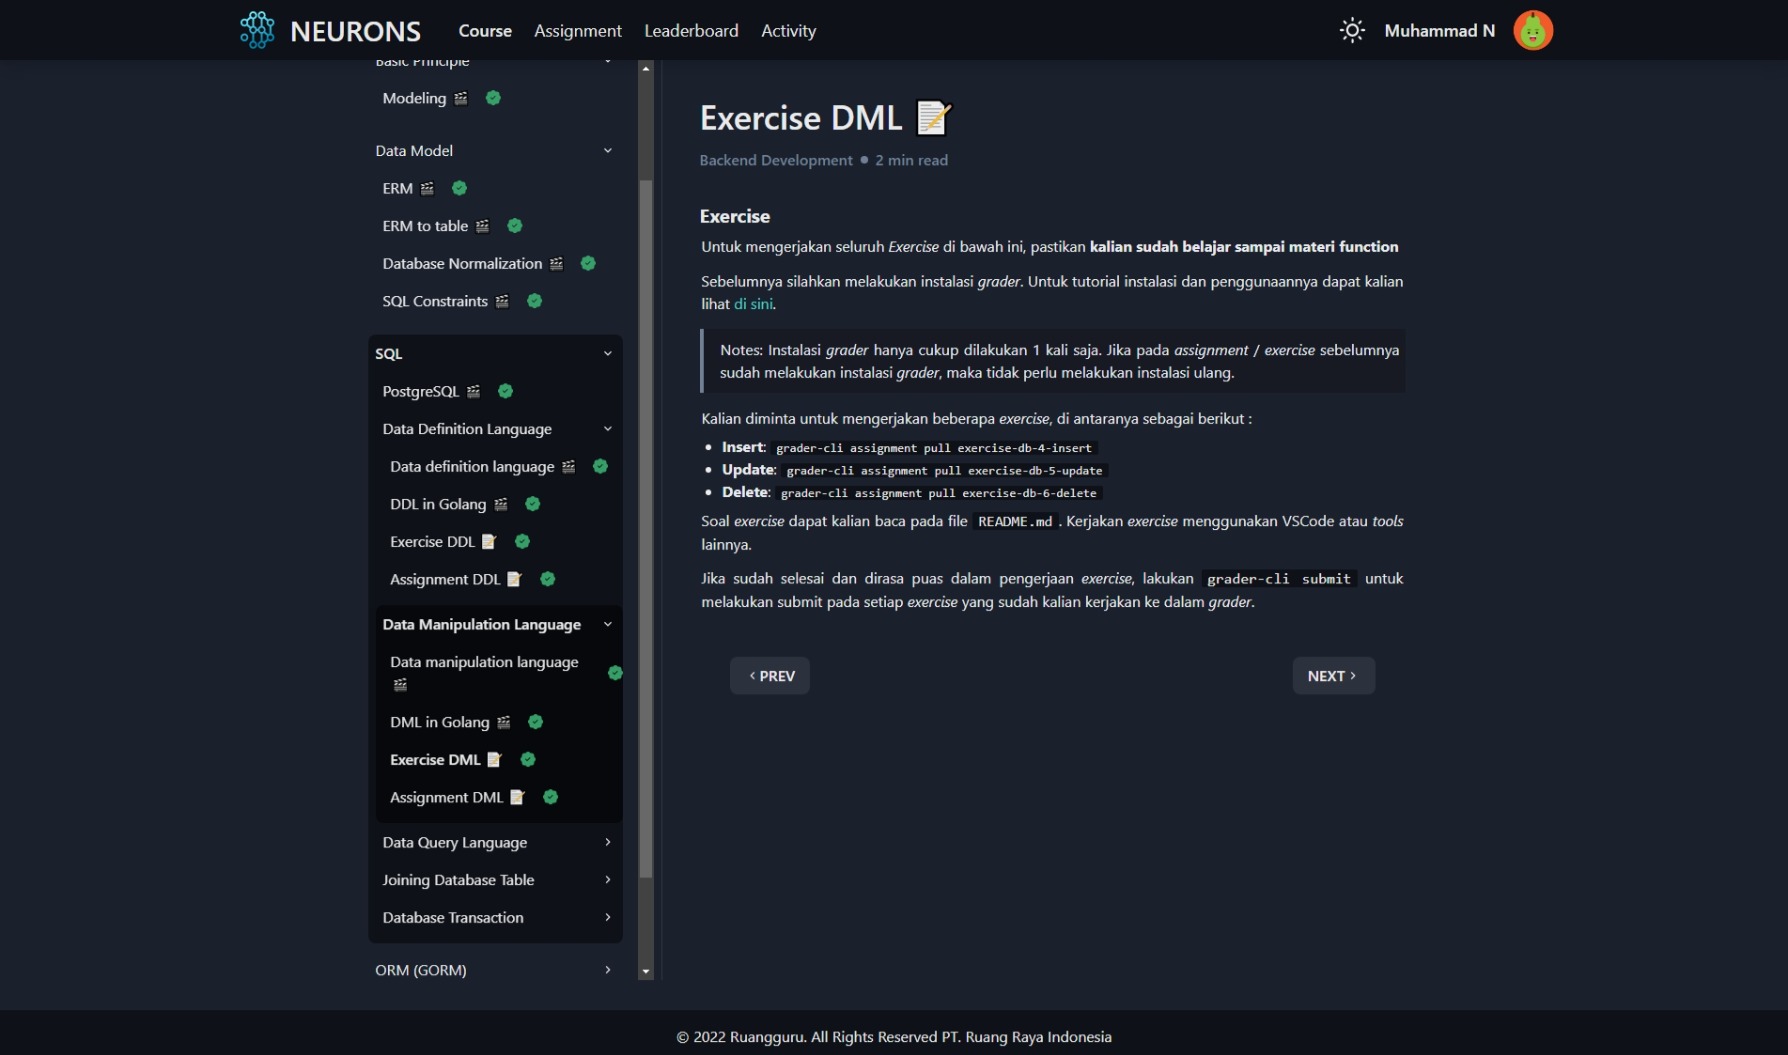 NEURONS
Course
Assignment
Leaderboard
Activity
Muhammad N
Basic Principle
Modeling
Data Model
ERM
ERM to table
Database Normalization
SQL Constraints
SQL
PostgreSQL
Data Definition Language
Data definition language
DDL in Golang
Exercise DDL
Assignment DDL
Data Manipulation Language
Data manipulation language
DML in Golang
Exercise DML
Assignment DML
Data Query Language
Joining Database Table
Database Transaction
ORM (GORM)
Exercise DML
Backend Development ● 2 min read
Exercise
Untuk mengerjakan seluruh Exercise di bawah ini, pastikan kalian sudah belajar sampai materi function
Sebelumnya silahkan melakukan instalasi grader. Untuk tutorial instalasi dan penggunaannya dapat kalian
lihat di sini.
Notes: Instalasi grader hanya cukup dilakukan 1 kali saja. Jika pada assignment / exercise sebelumnya
sudah melakukan instalasi grader, maka tidak perlu melakukan instalasi ulang.
Kalian diminta untuk mengerjakan beberapa exercise, di antaranya sebagai berikut :
• Insert: grader-cli assignment pull exercise-db-4-insert
• Update: grader-cli assignment pull exercise-db-5-update
• Delete: grader-cli assignment pull exercise-db-6-delete
Soal exercise dapat kalian baca pada file README.md . Kerjakan exercise menggunakan VSCode atau tools
lainnya.
Jika sudah selesai dan dirasa puas dalam pengerjaan exercise, lakukan grader-cli submit untuk
melakukan submit pada setiap exercise yang sudah kalian kerjakan ke dalam grader.
‹ PREV
NEXT ›
© 2022 Ruangguru. All Rights Reserved PT. Ruang Raya Indonesia